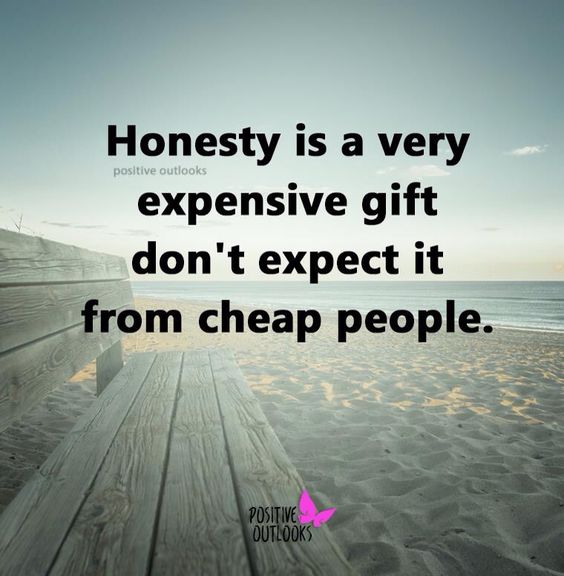 Honesty is a very
positive outlooks
expensive gift
don't expect it
from cheap people.
POSITIVE
OUTLOOKS